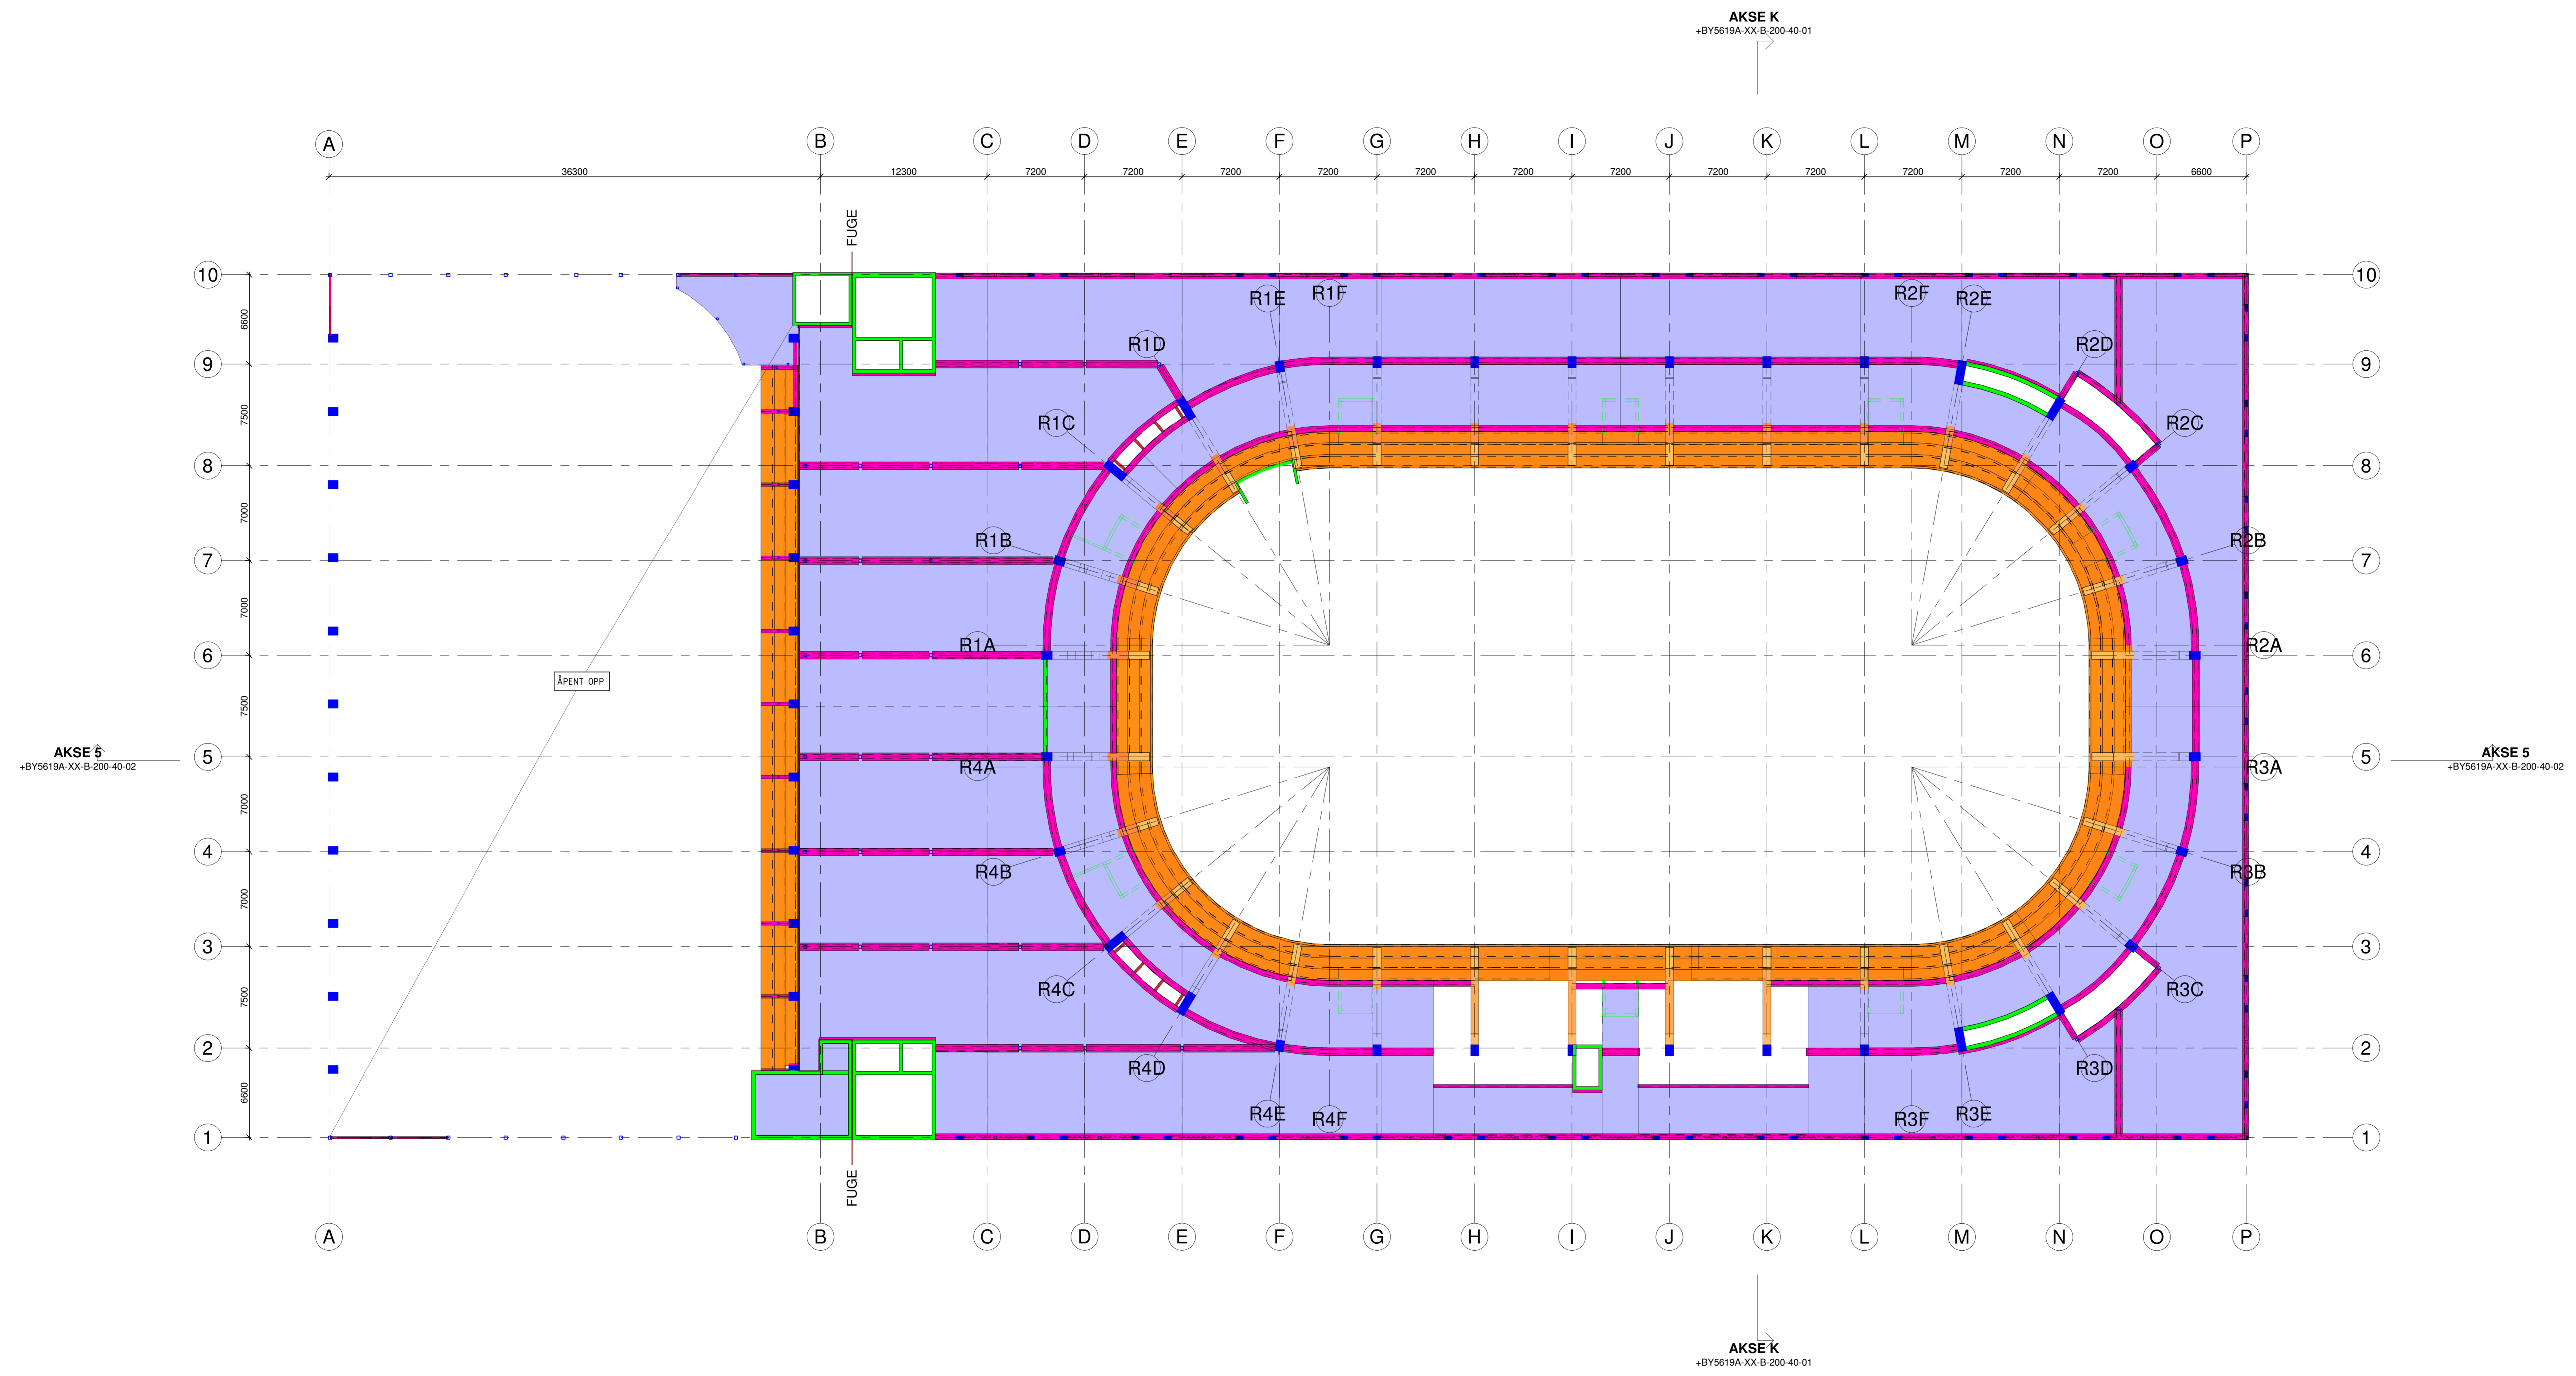 AKSE K
+BY5619A-XX-B-200-40-01
A B C D E F G H I J K L M N O P
36300 12300 7200 7200 7200 7200 7200 7200 7200 7200 7200 7200 7200 7200 6600
FUGE
10 10
R1E R1F R2F R2E
6600
R1D R2D
9 9
7500
R1C R2C
8 8
7000
R1B R2B
7 7
7000
R1A R2A
6 6
ÅPENT OPP
7500
AKSE 5
+BY5619A-XX-B-200-40-02
5 5
AKSE 5
+BY5619A-XX-B-200-40-02
R4A R3A
7000
4 4
R4B R3B
7000
3 3
R4C R3C
7500
2 2
R4D R3D
6600
R4E R4F R3F R3E
1 1
FUGE
A B C D E F G H I J K L M N O P
AKSE K
+BY5619A-XX-B-200-40-01